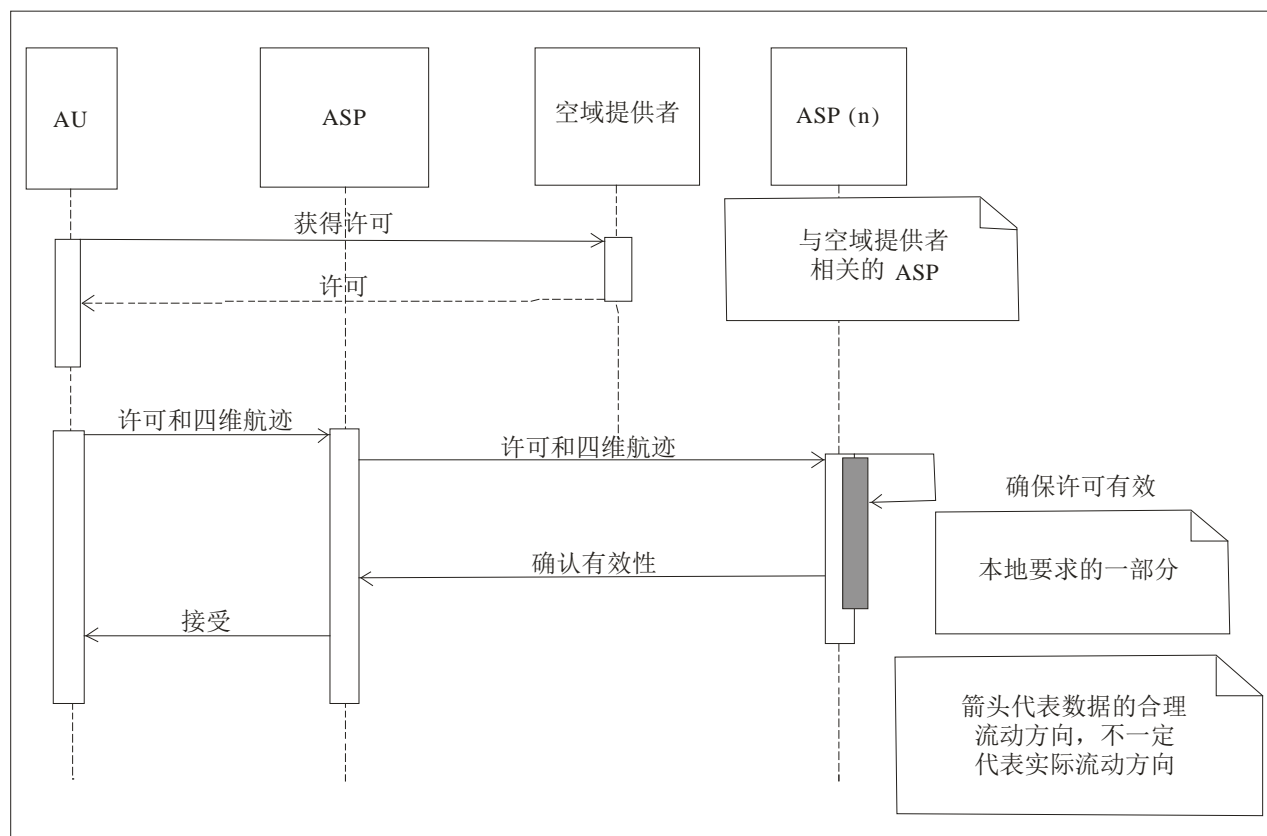 AU
ASP
空域提供者
ASP (n)
获得许可
与空域提供者
相关的 ASP
许可
许可和四维航迹
许可和四维航迹
确保许可有效
确认有效性
本地要求的一部分
接受
箭头代表数据的合理
流动方向，不一定
代表实际流动方向